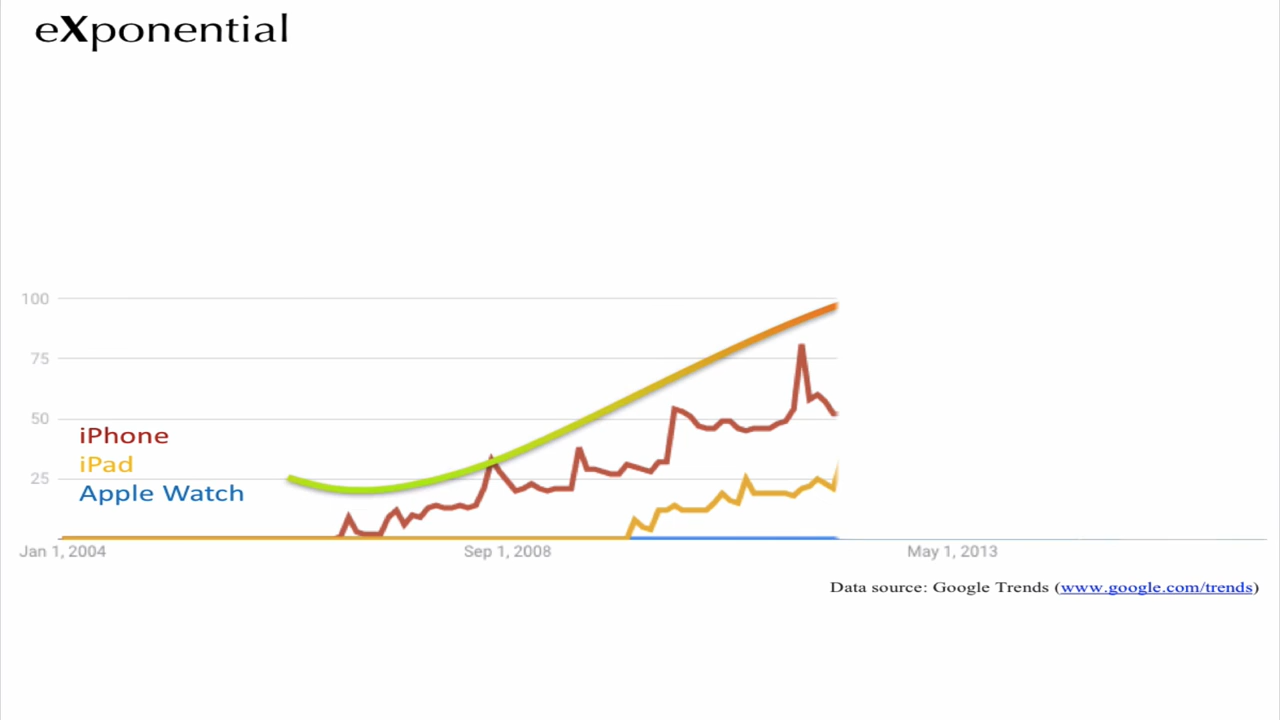 eXponential
100
75
50
25
iPhone
iPad
Apple Watch
Jan 1, 2004
Sep 1, 2008
May 1, 2013
Data source: Google Trends (www.google.com/trends)